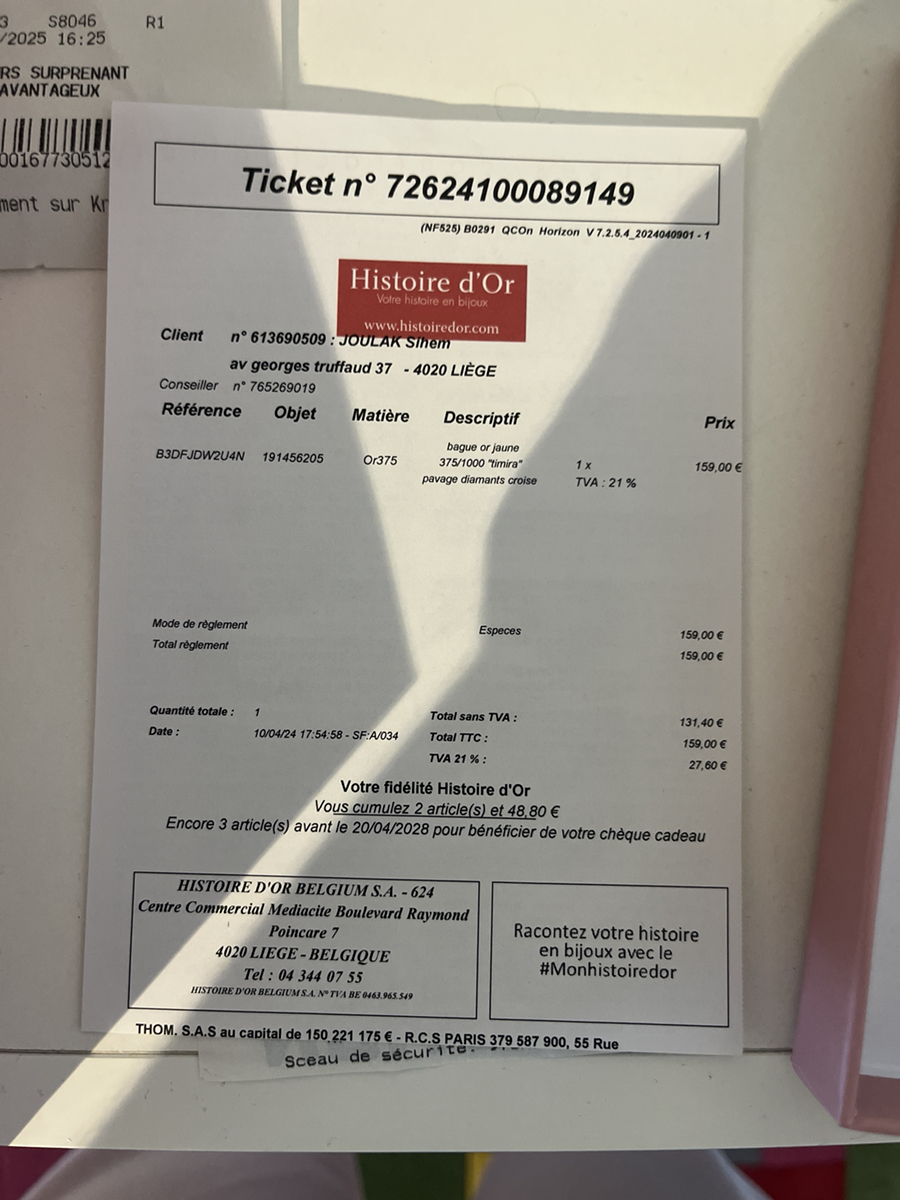 3 S8046 R1
/2025 16:25
RS SURPRENANT
AVANTAGEUX
00167730512
ment sur Kr
Ticket n° 72624100089149
(NF525) B0291 QCOn Horizon V 7.2.5.4_2024040901 - 1
Histoire d'Or
Votre histoire en bijoux
www.histoiredor.com
Client n° 613690509 : JOULAK Sihem
av georges truffaud 37 - 4020 LIÈGE
Conseiller n° 765269019
Référence Objet Matière Descriptif Prix
bague or jaune
B3DFJDW2U4N 191456205 Or375 375/1000 "timira" 1 x 159,00 €
pavage diamants croise TVA : 21 %
Mode de règlement Especes 159,00 €
Total règlement 159,00 €
Quantité totale : 1 Total sans TVA : 131,40 €
Date : 10/04/24 17:54:58 - SF:A/034 Total TTC : 159,00 €
TVA 21 % : 27,60 €
Votre fidélité Histoire d'Or
Vous cumulez 2 article(s) et 48,80 €
Encore 3 article(s) avant le 20/04/2028 pour bénéficier de votre chèque cadeau
HISTOIRE D'OR BELGIUM S.A. - 624
Centre Commercial Mediacite Boulevard Raymond
Poincare 7
4020 LIEGE - BELGIQUE
Tel : 04 344 07 55
HISTOIRE D'OR BELGIUM S.A. N° TVA BE 0463.965.549
Racontez votre histoire
en bijoux avec le
#Monhistoiredor
THOM. S.A.S au capital de 150 221 175 € - R.C.S PARIS 379 587 900, 55 Rue
Sceau de sécurité.